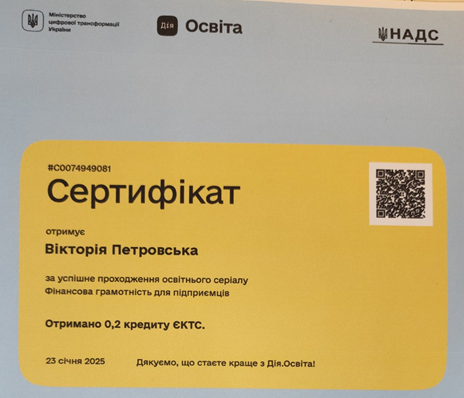 Міністерство
цифрової трансформації
України
Дія Освіта
НАДС
#C0074949081
Сертифікат
отримує
Вікторія Петровська
за успішне проходження освітнього серіалу
Фінансова грамотність для підприємців
Отримано 0,2 кредиту ЄКТС.
23 січня 2025 Дякуємо, що стаєте краще з Дія.Освіта!